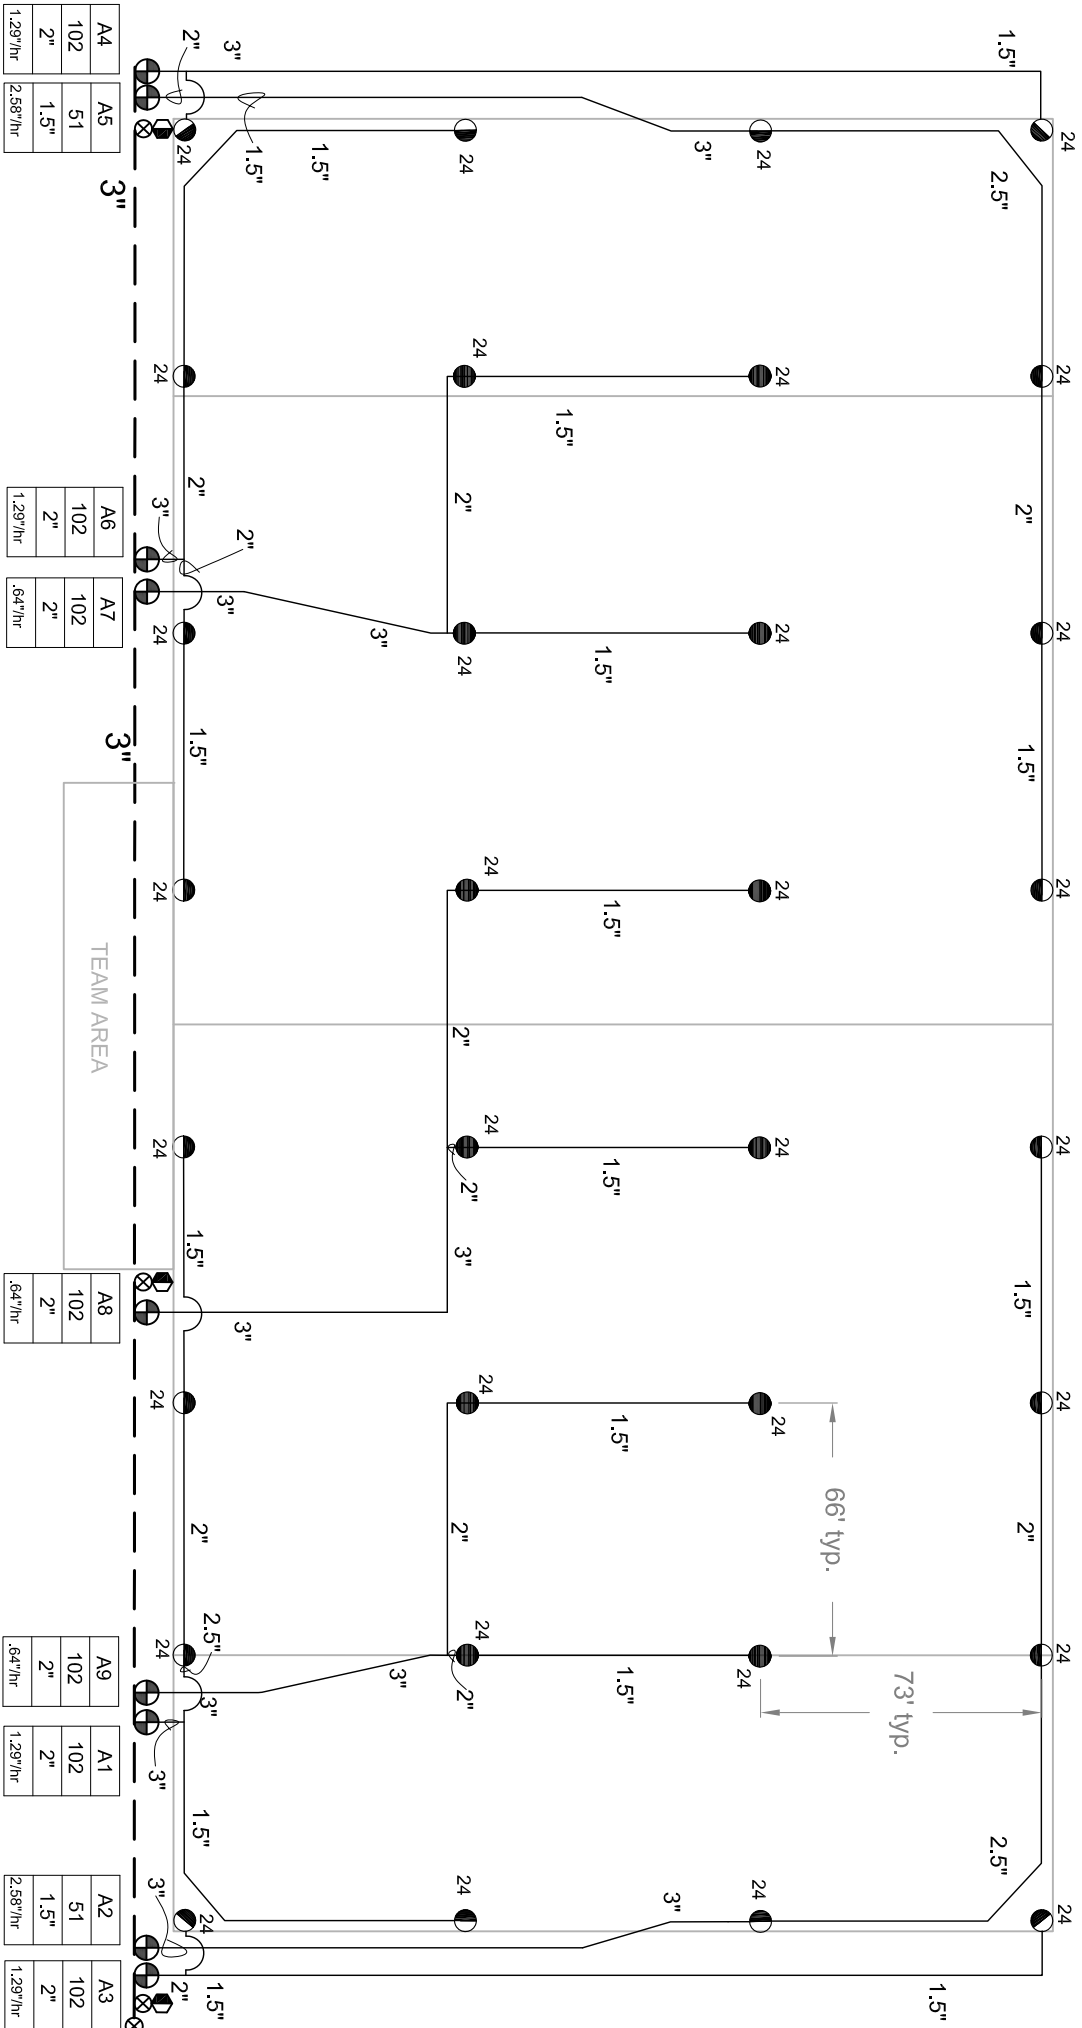 24 24 24 24 24 24 24 24
1.5" 2" 1.5" 1.5" 2"
2.5" 2.5"
1.5"
73' typ.
66' typ.
24 24 24 24 24
24 24 24
3" 3"
1.5" 1.5" 1.5" 1.5" 1.5" 1.5"
24 24 24 24 24 24 24 24
2" 2" 2" 3" 2" 2"
3" 3"
1.5"
3" 1.5" 2" 3" 3" 2.5" 3" 1.5"
2" 24 2" 1.5" 1.5" 2" 1.5" 24 2"
24 3" 24 24 24 24 24 3" 3"
3" 3"
TEAM AREA
A4
102
2"
1.29"/hr
A5
51
1.5"
2.58"/hr
A6
102
2"
1.29"/hr
A7
102
2"
.64"/hr
A8
102
2"
.64"/hr
A9
102
2"
.64"/hr
A1
102
2"
1.29"/hr
A2
51
1.5"
2.58"/hr
A3
102
2"
1.29"/hr